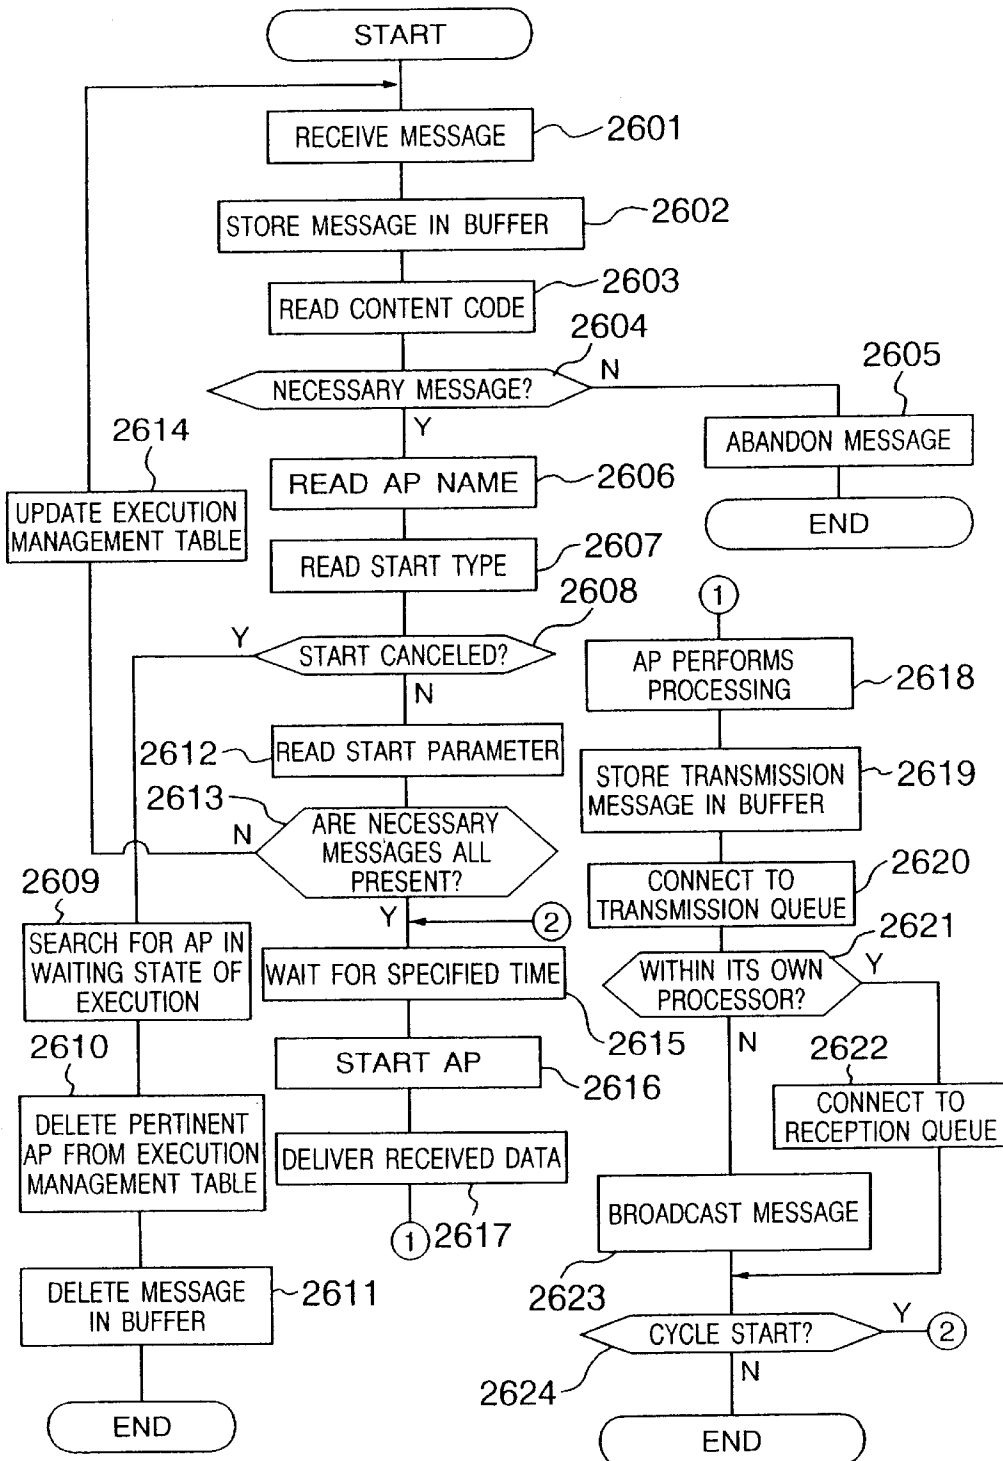 START
RECEIVE MESSAGE
2601
STORE MESSAGE IN BUFFER
2602
READ CONTENT CODE
2603
NECESSARY MESSAGE?
2604
N
Y
2605
ABANDON MESSAGE
END
READ AP NAME
2606
READ START TYPE
2607
START CANCELED?
2608
Y
N
2614
UPDATE EXECUTION
MANAGEMENT TABLE
2612
READ START PARAMETER
2613
ARE NECESSARY
MESSAGES ALL
PRESENT?
N
Y
2
2609
SEARCH FOR AP IN
WAITING STATE OF
EXECUTION
2610
DELETE PERTINENT
AP FROM EXECUTION
MANAGEMENT TABLE
DELETE MESSAGE
IN BUFFER
2611
END
WAIT FOR SPECIFIED TIME
2615
START AP
2616
DELIVER RECEIVED DATA
2617
1
1
AP PERFORMS
PROCESSING
2618
STORE TRANSMISSION
MESSAGE IN BUFFER
2619
CONNECT TO
TRANSMISSION QUEUE
2620
WITHIN ITS OWN
PROCESSOR?
2621
Y
N
2622
CONNECT TO
RECEPTION QUEUE
BROADCAST MESSAGE
2623
CYCLE START?
2624
Y
2
N
END